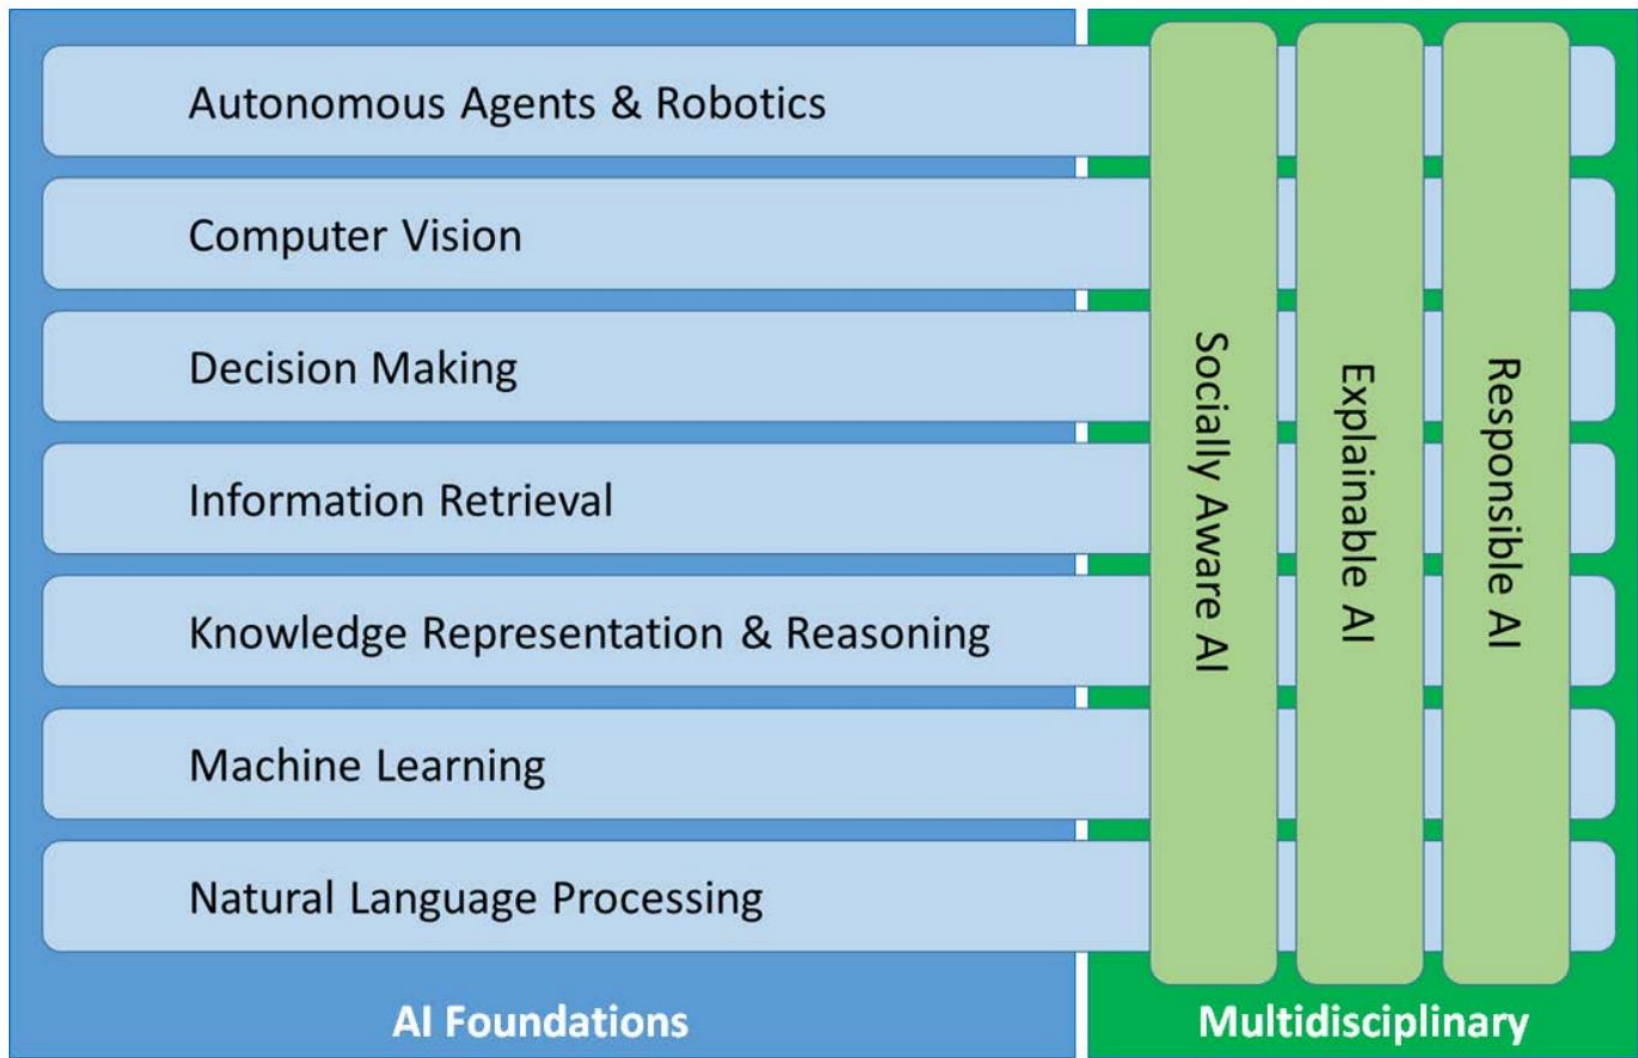 Autonomous Agents & Robotics
Computer Vision
Decision Making
Information Retrieval
Knowledge Representation & Reasoning
Machine Learning
Natural Language Processing
AI Foundations
Socially Aware AI
Explainable AI
Responsible AI
Multidisciplinary